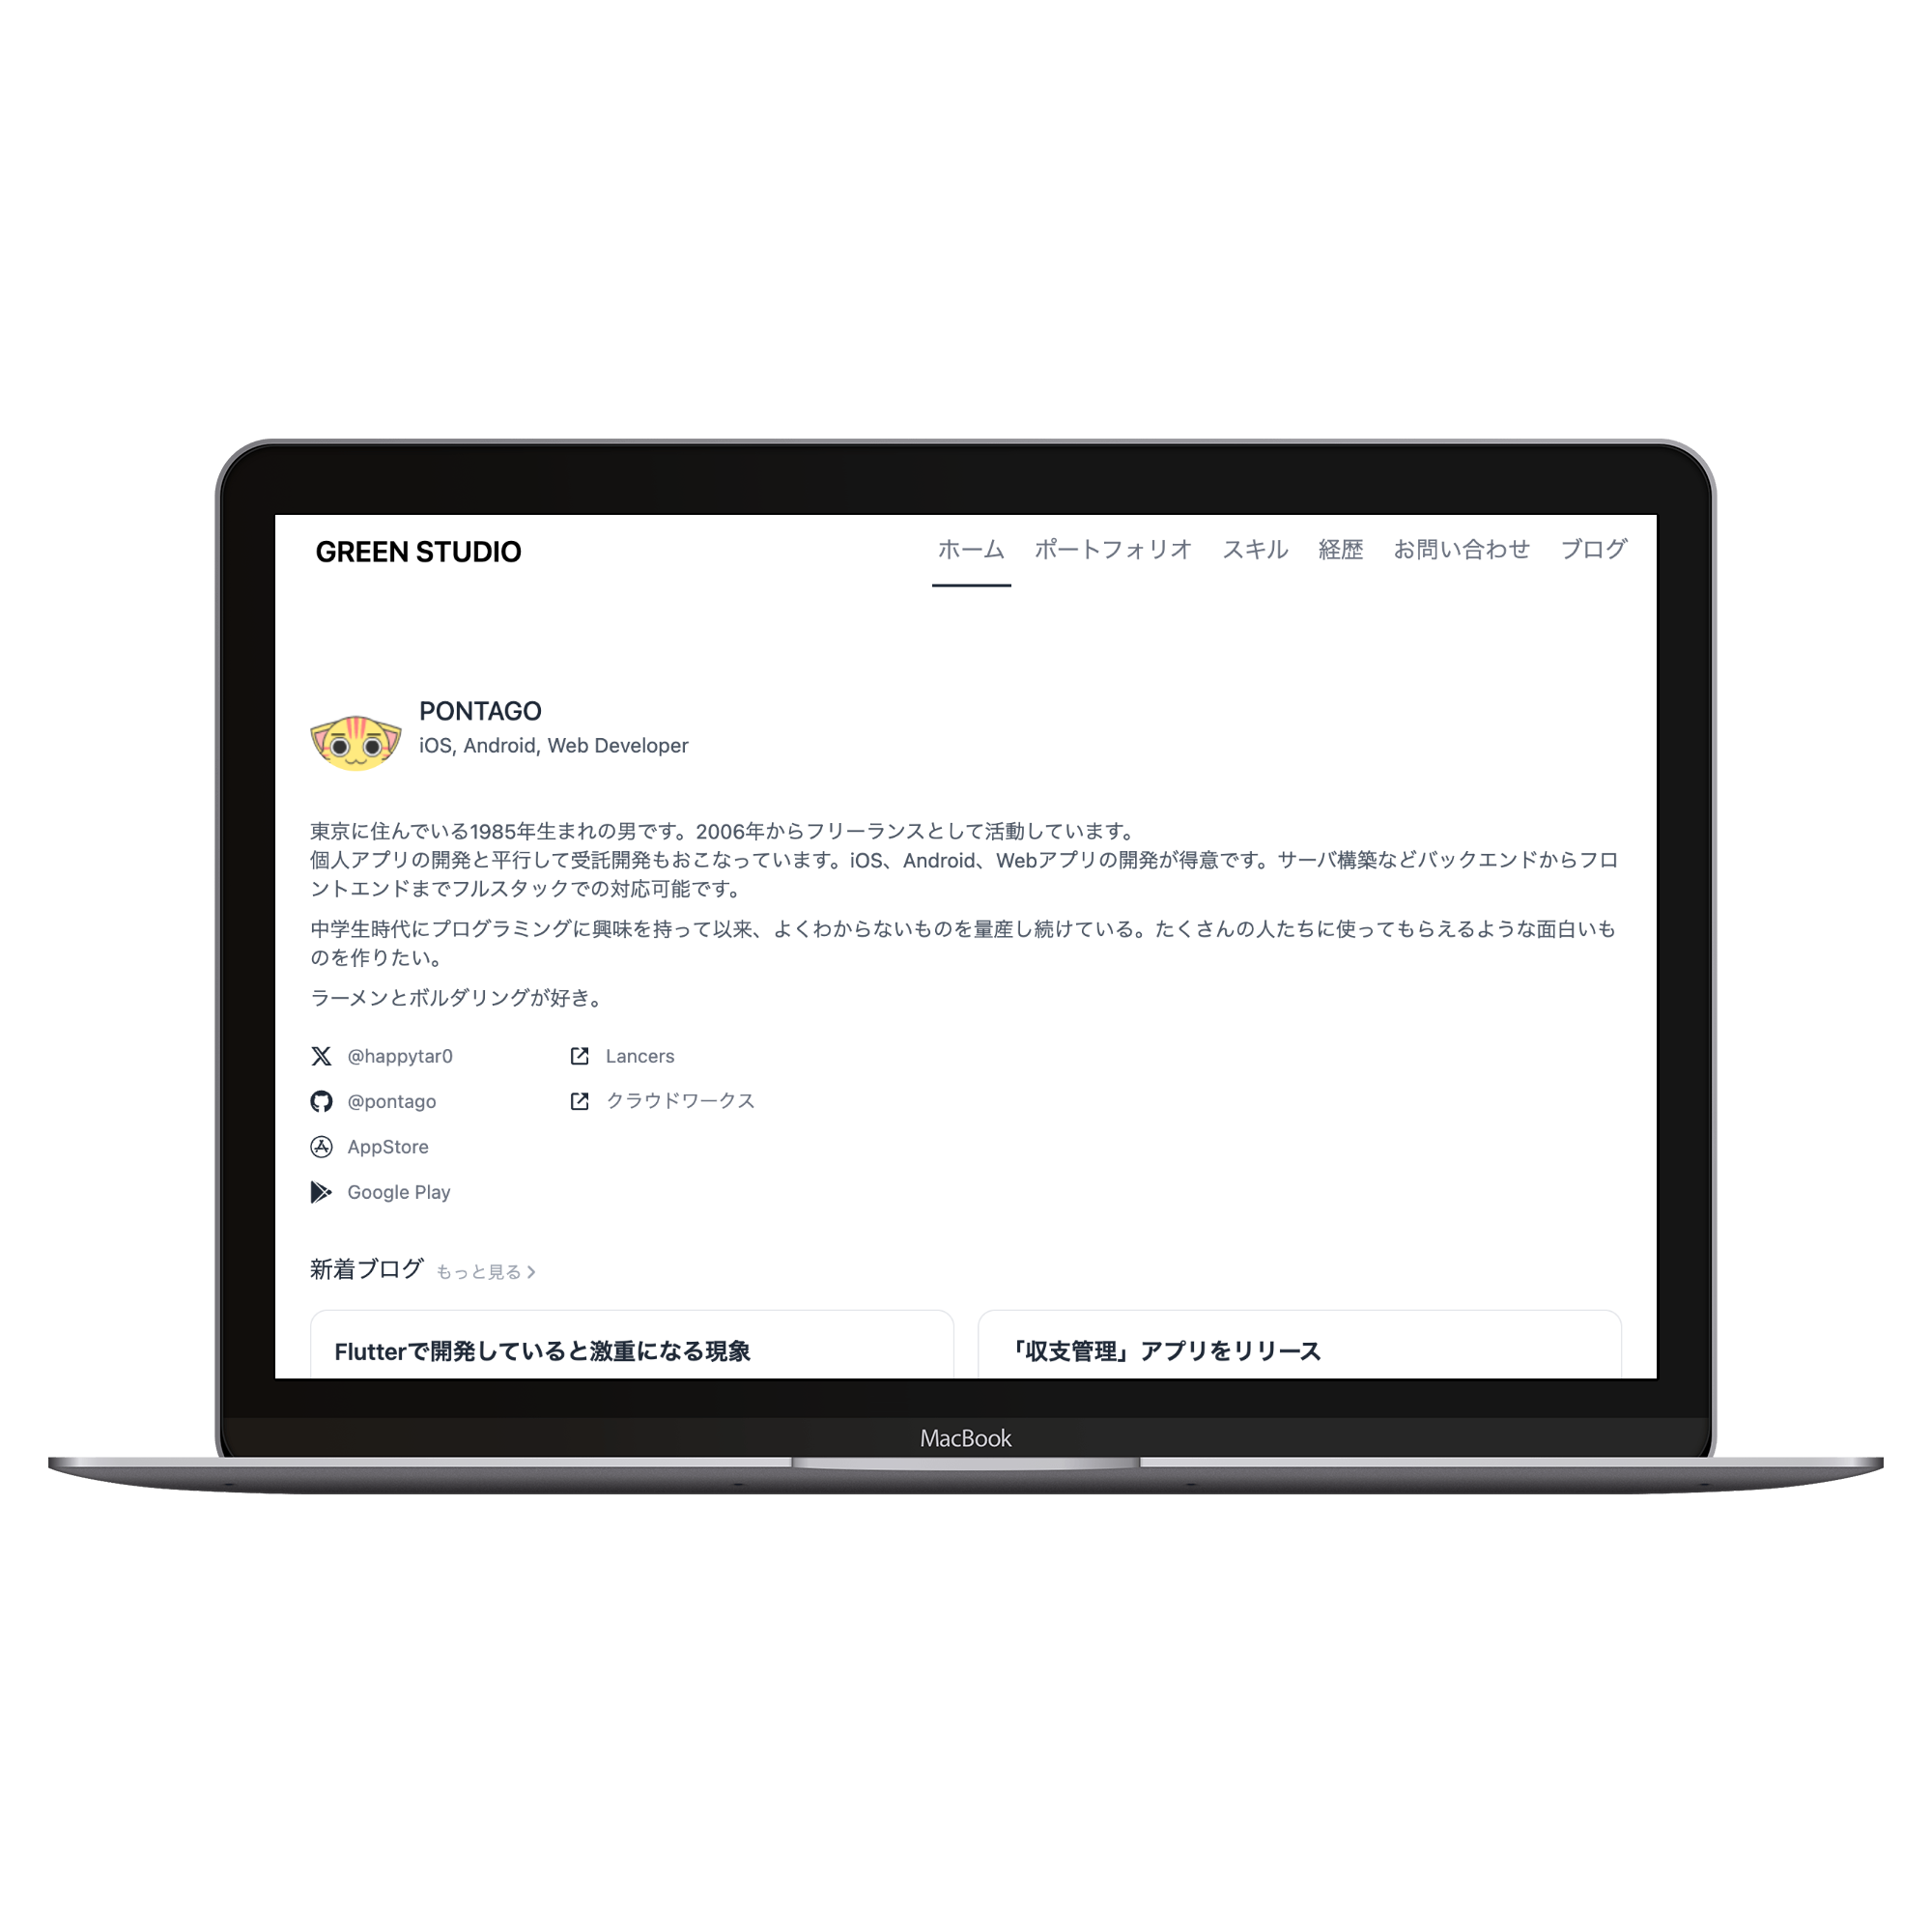 GREEN STUDIO
ホーム ポートフォリオ スキル 経歴 お問い合わせ ブログ
PONTAGO
iOS, Android, Web Developer
東京に住んでいる1985年生まれの男です。2006年からフリーランスとして活動しています。
個人アプリの開発と平行して受託開発もおこなっています。iOS、Android、Webアプリの開発が得意です。サーバ構築などバックエンドからフロ
ントエンドまでフルスタックでの対応可能です。
中学生時代にプログラミングに興味を持って以来、よくわからないものを量産し続けている。たくさんの人たちに使ってもらえるような面白いも
のを作りたい。
ラーメンとボルダリングが好き。
@happytar0
@pontago
AppStore
Google Play
Lancers
クラウドワークス
新着ブログ もっと見る
Flutterで開発していると激重になる現象
「収支管理」アプリをリリース
MacBook